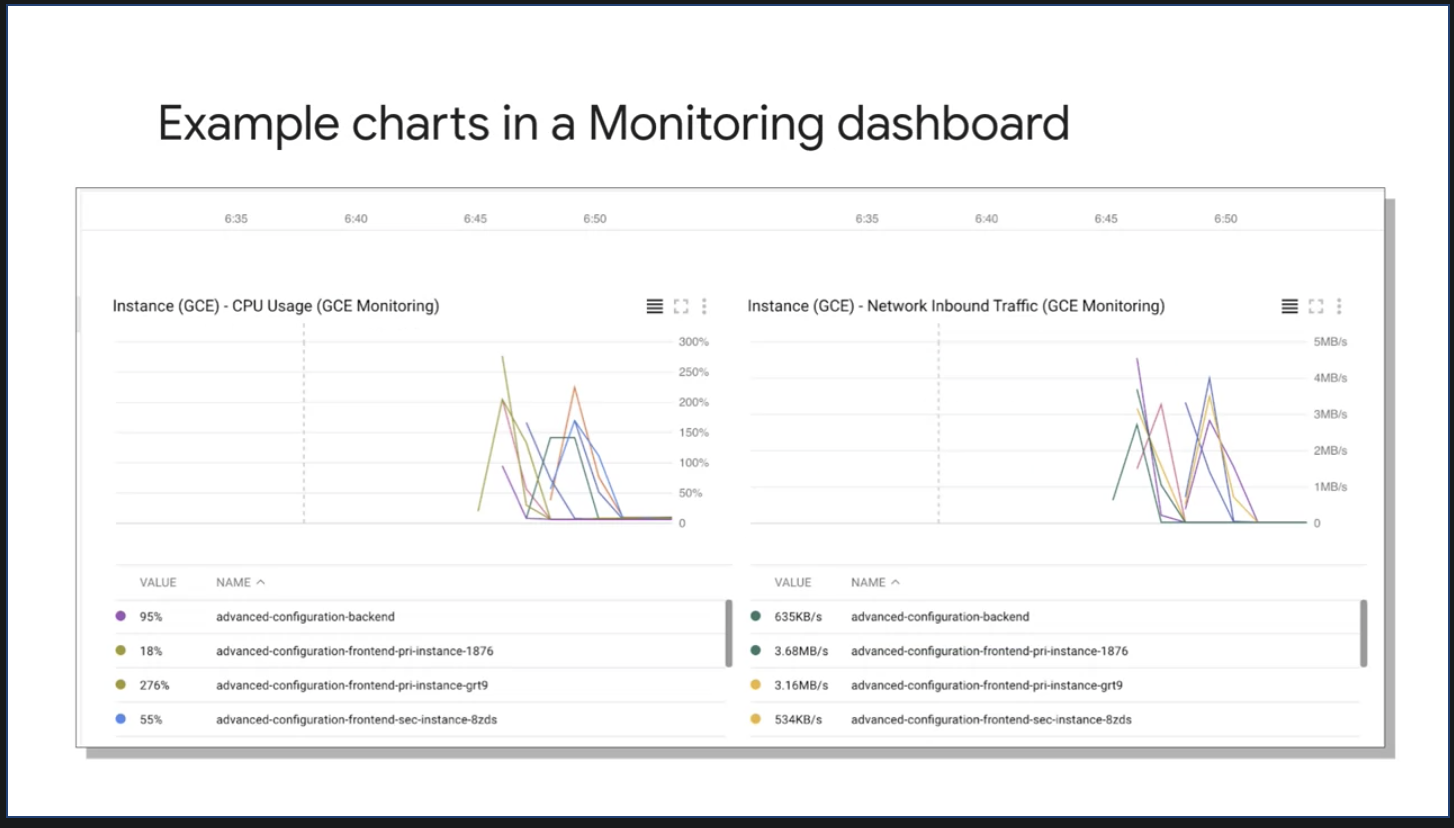 Example charts in a Monitoring dashboard
6:35 6:40 6:45 6:50
6:35 6:40 6:45 6:50
Instance (GCE) - CPU Usage (GCE Monitoring)
300%
250%
200%
150%
100%
50%
0
VALUE NAME
95% advanced-configuration-backend
18% advanced-configuration-frontend-pri-instance-1876
276% advanced-configuration-frontend-pri-instance-grt9
55% advanced-configuration-frontend-sec-instance-8zds
Instance (GCE) - Network Inbound Traffic (GCE Monitoring)
5MB/s
4MB/s
3MB/s
2MB/s
1MB/s
0
VALUE NAME
635KB/s advanced-configuration-backend
3.68MB/s advanced-configuration-frontend-pri-instance-1876
3.16MB/s advanced-configuration-frontend-pri-instance-grt9
534KB/s advanced-configuration-frontend-sec-instance-8zds